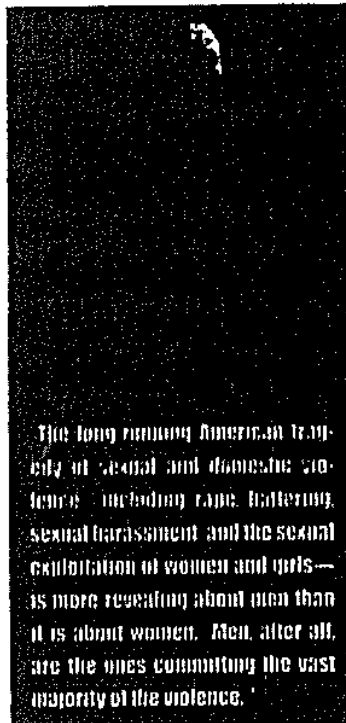 The long running American trag-
edy of sexual and domestic vio-
lence including rape, battering,
sexual harassment and the sexual
exploitation of women and girls—
is more revealing about men than
it is about women. Men, after all,
are the ones committing the vast
majority of the violence.